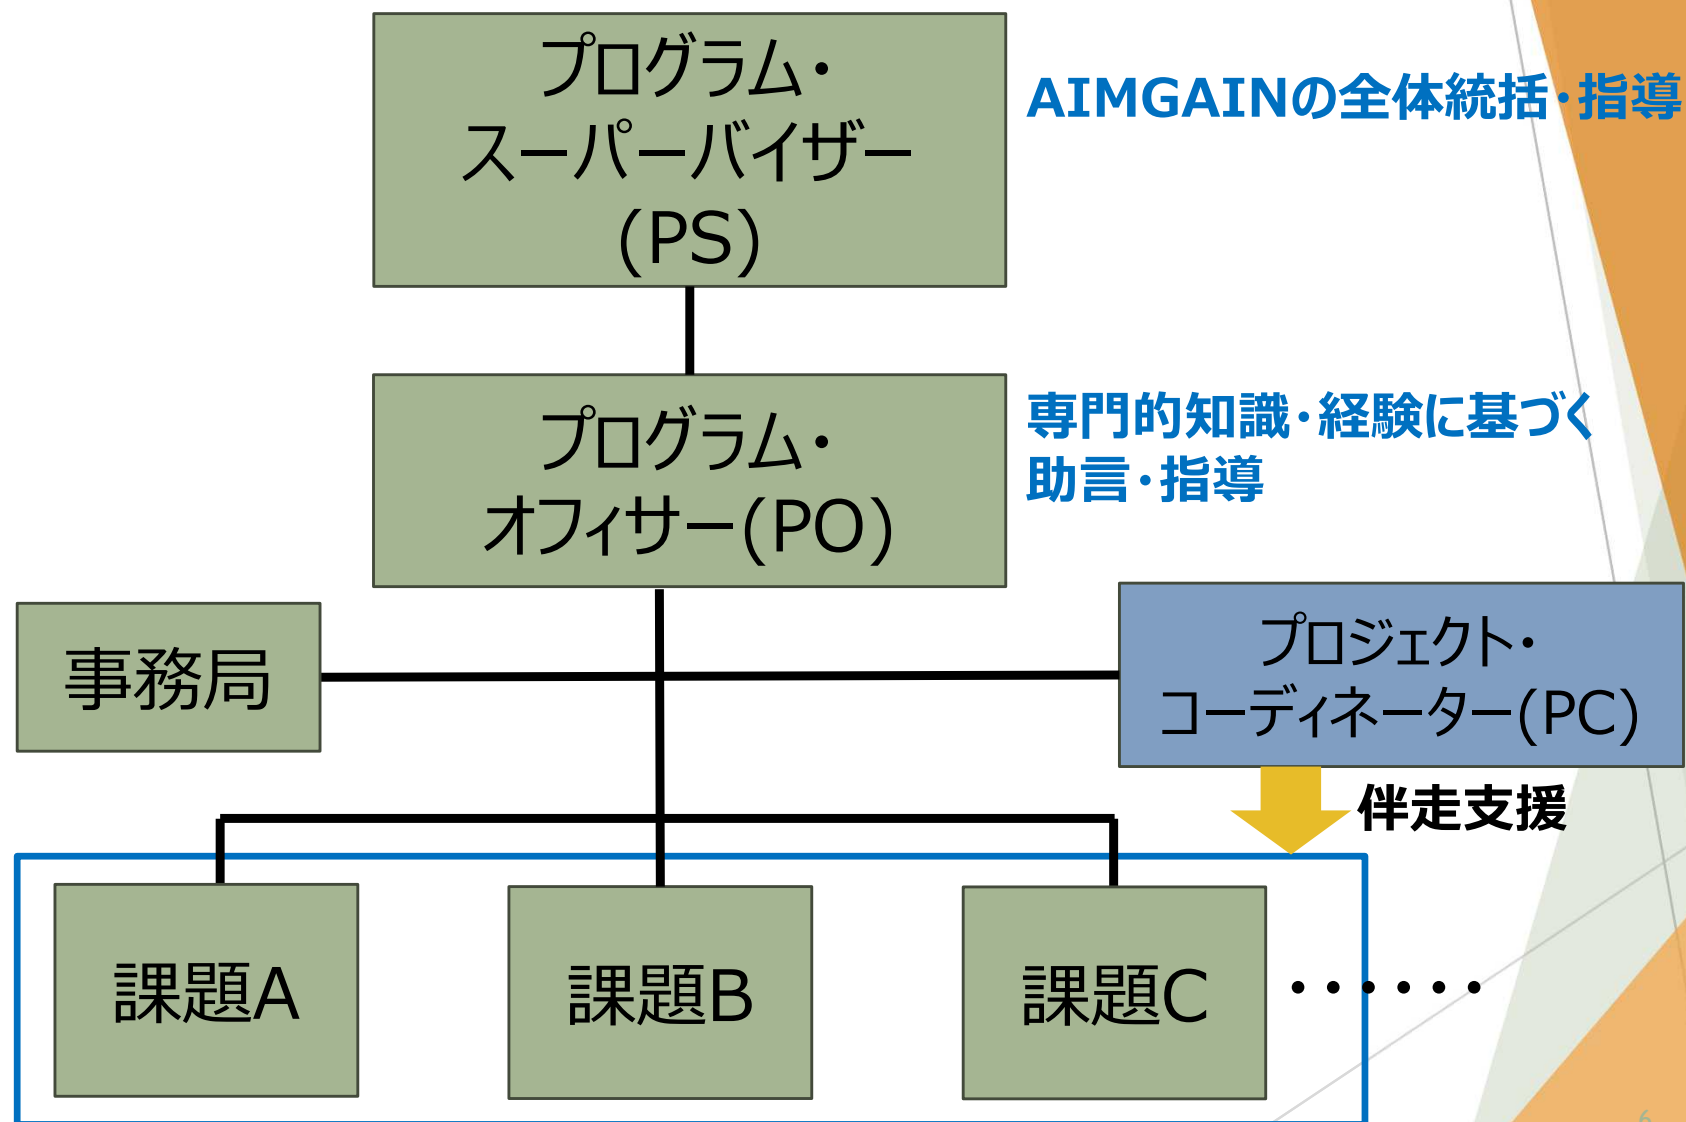 プログラム・
スーパーバイザー
(PS)
AIMGAINの全体統括・指導
プログラム・
オフィサー(PO)
専門的知識・経験に基づく
助言・指導
事務局
プロジェクト・
コーディネーター(PC)
伴走支援
課題A
課題B
課題C
・・・・・・
6